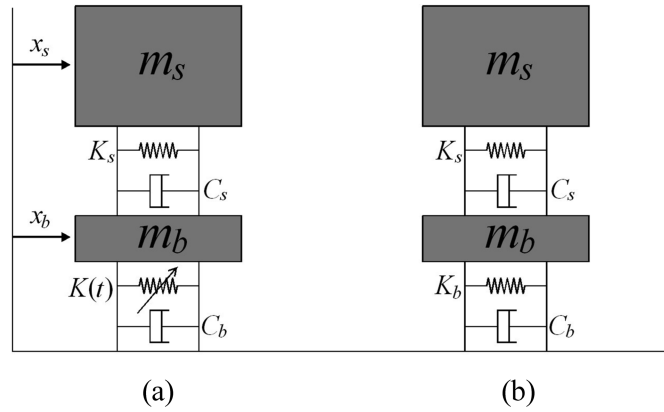 x_s m_s m_s
K_s K_s
C_s C_s
x_b m_b m_b
K(t) K_b
C_b C_b
(a) (b)